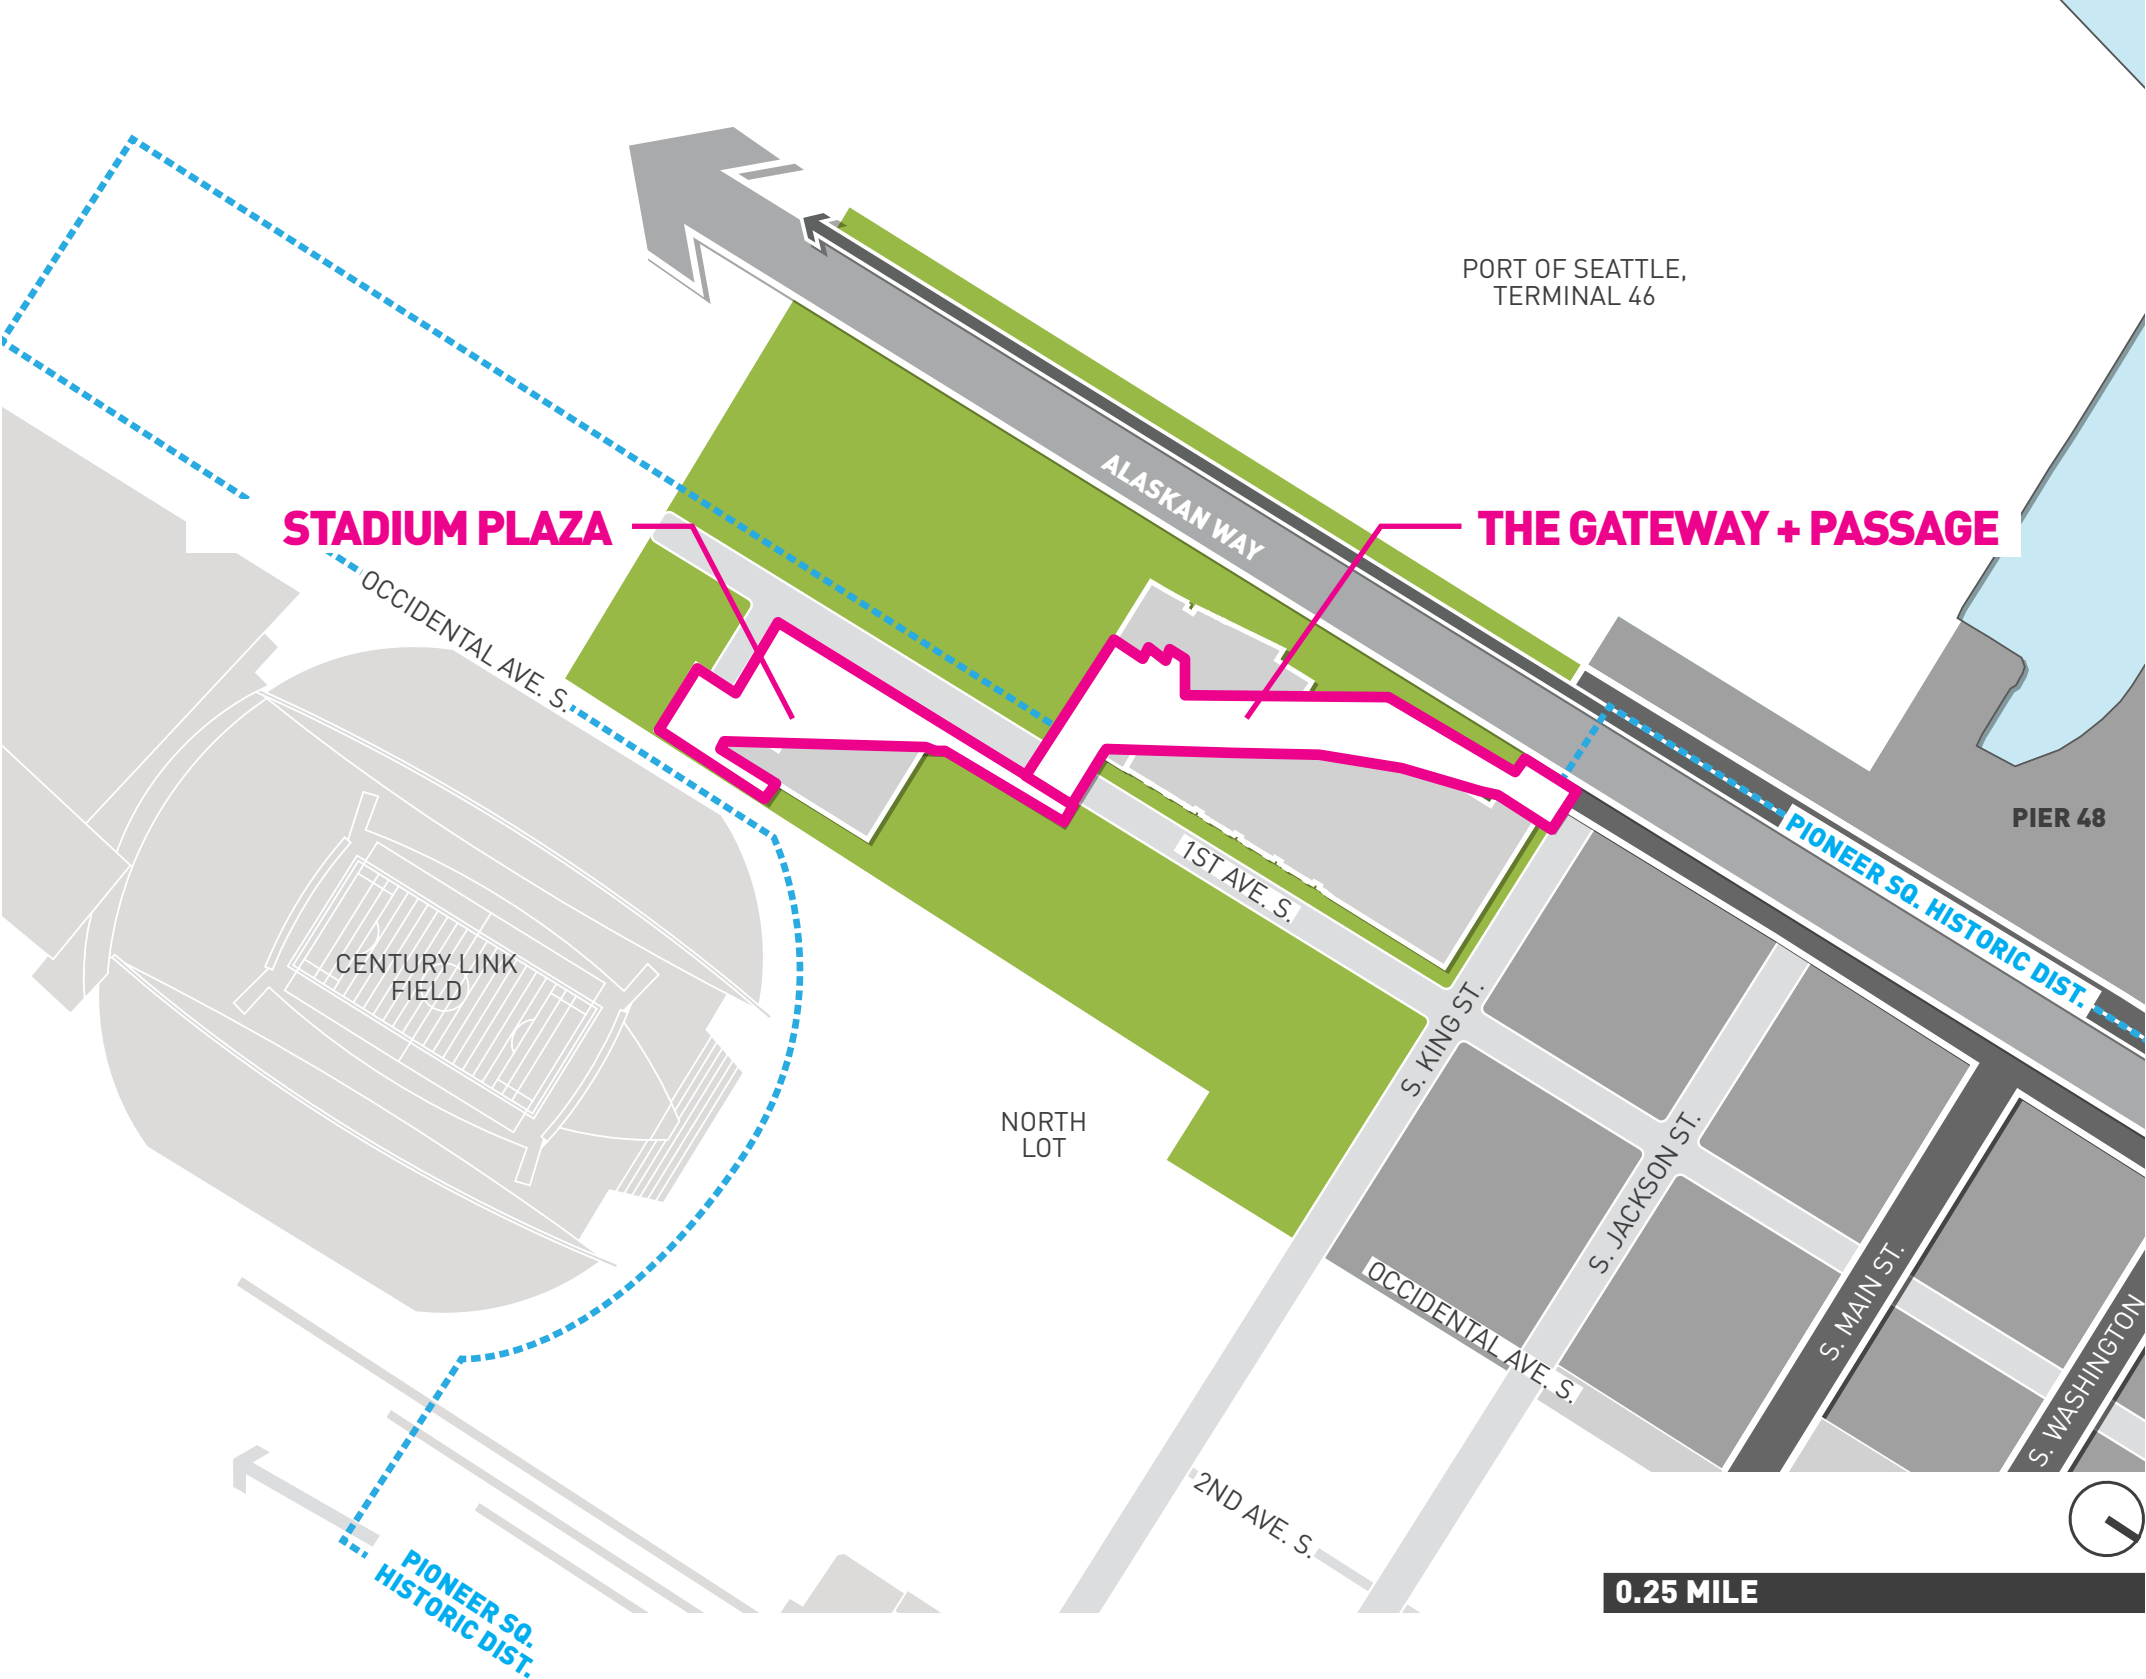 PORT OF SEATTLE,
TERMINAL 46
ALASKAN WAY
STADIUM PLAZA
THE GATEWAY + PASSAGE
OCCIDENTAL AVE. S.
PIER 48
PIONEER SQ. HISTORIC DIST.
1ST AVE. S.
CENTURY LINK
FIELD
S. KING ST.
NORTH
LOT
S. JACKSON ST.
OCCIDENTAL AVE. S.
S. MAIN ST.
S. WASHINGTON
2ND AVE. S.
PIONEER SQ.
HISTORIC DIST.
0.25 MILE